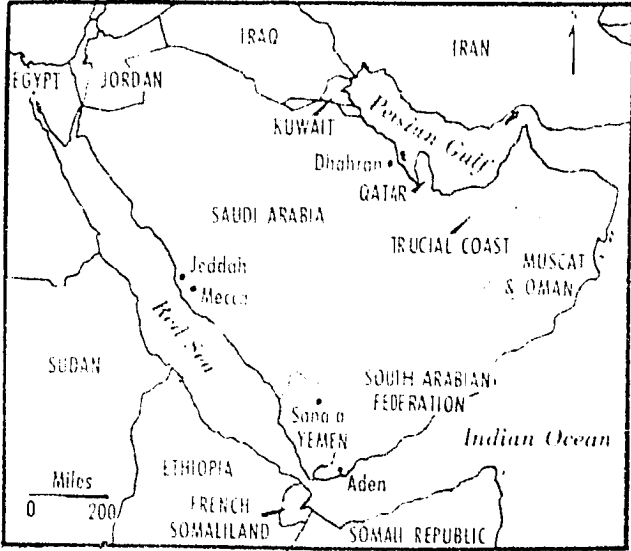 IRAQ
IRAN
EGYPT
JORDAN
KUWAIT
Persian Gulf
Dhahran
QATAR
SAUDI ARABIA
TRUCIAL COAST
Jeddah
Mecca
MUSCAT
& OMAN
Red Sea
SUDAN
SOUTH ARABIAN
FEDERATION
Sana'a
YEMEN
Indian Ocean
ETHIOPIA
Aden
Miles
0 200
FRENCH
SOMALILAND
SOMALI REPUBLIC